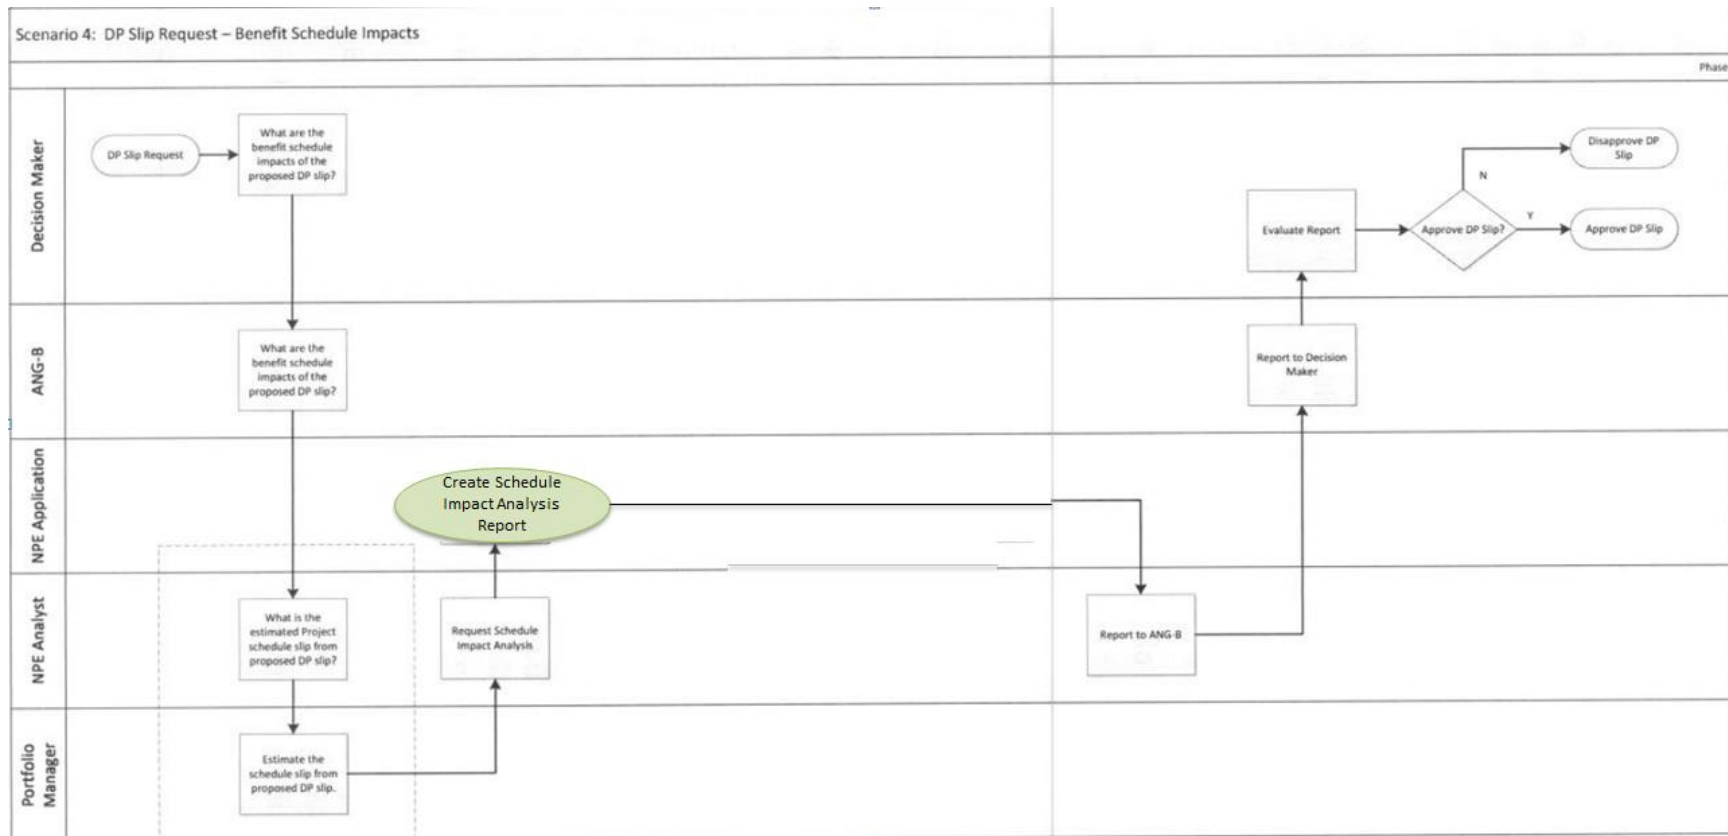 Scenario 4: DP Slip Request – Benefit Schedule Impacts
Phase
Decision Maker
DP Slip Request
What are the
benefit schedule
impacts of the
proposed DP slip?
Disapprove DP
Slip
N
Evaluate Report
Approve DP Slip?
Y
Approve DP Slip
ANG-B
What are the
benefit schedule
impacts of the
proposed DP slip?
Report to Decision
Maker
NPE Application
Create Schedule
Impact Analysis
Report
NPE Analyst
What is the
estimated Project
schedule slip from
proposed DP slip?
Request Schedule
Impact Analysis
Report to ANG-B
Portfolio
Manager
Estimate the
schedule slip from
proposed DP slip.